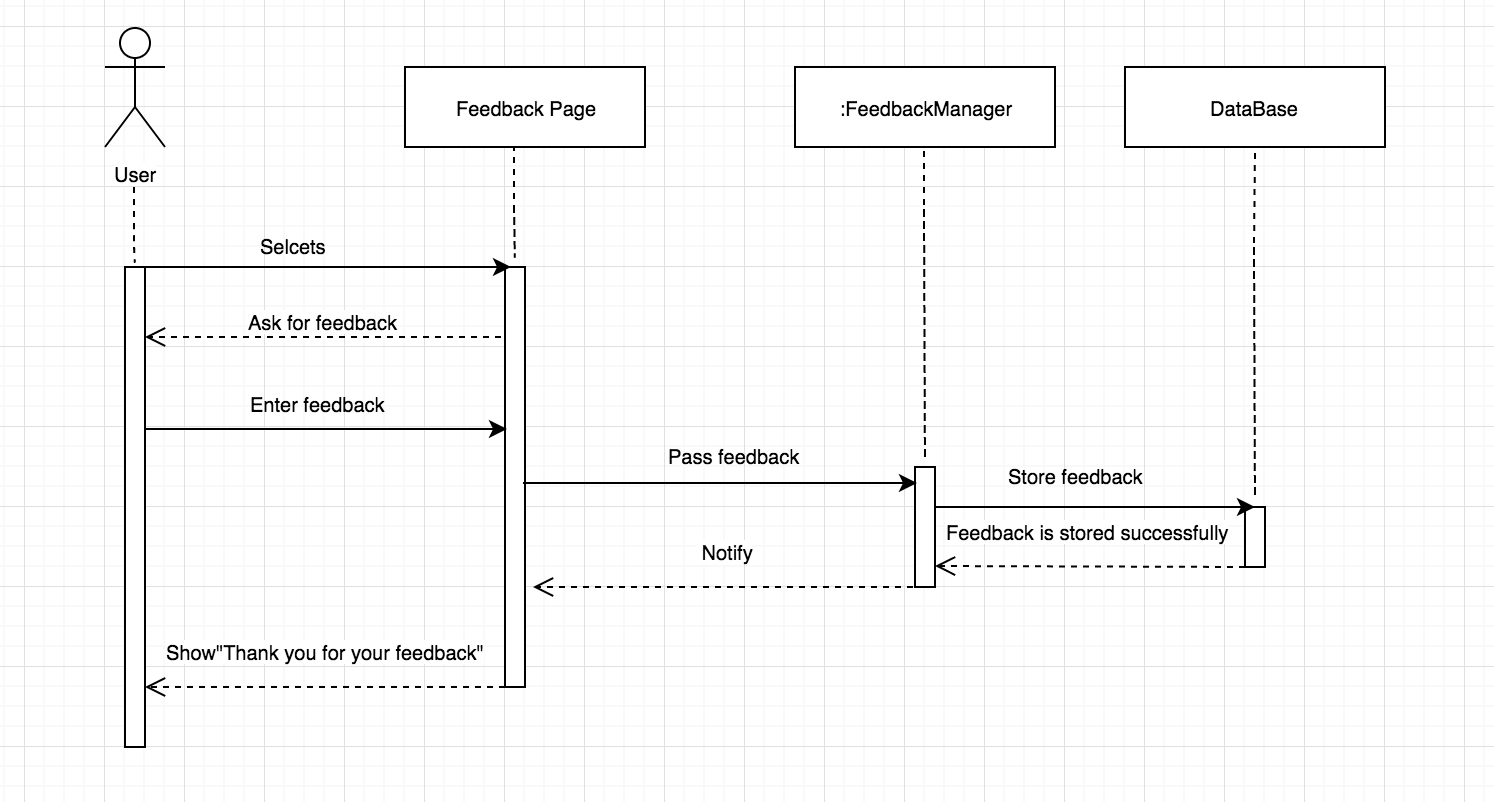 Feedback Page
:FeedbackManager
DataBase
User
Selcets
Ask for feedback
Enter feedback
Pass feedback
Store feedback
Feedback is stored successfully
Notify
Show"Thank you for your feedback"